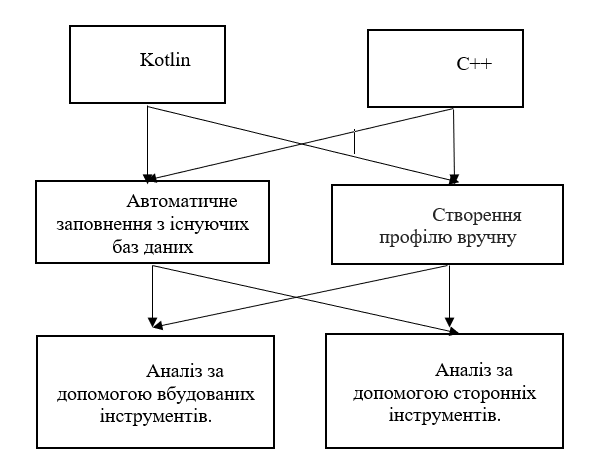 Kotlin
C++
Автоматичне
заповнення з існуючих
баз даних
Створення
профілю вручну
Аналіз за
допомогою вбудованих
інструментів.
Аналіз за
допомогою сторонніх
інструментів.